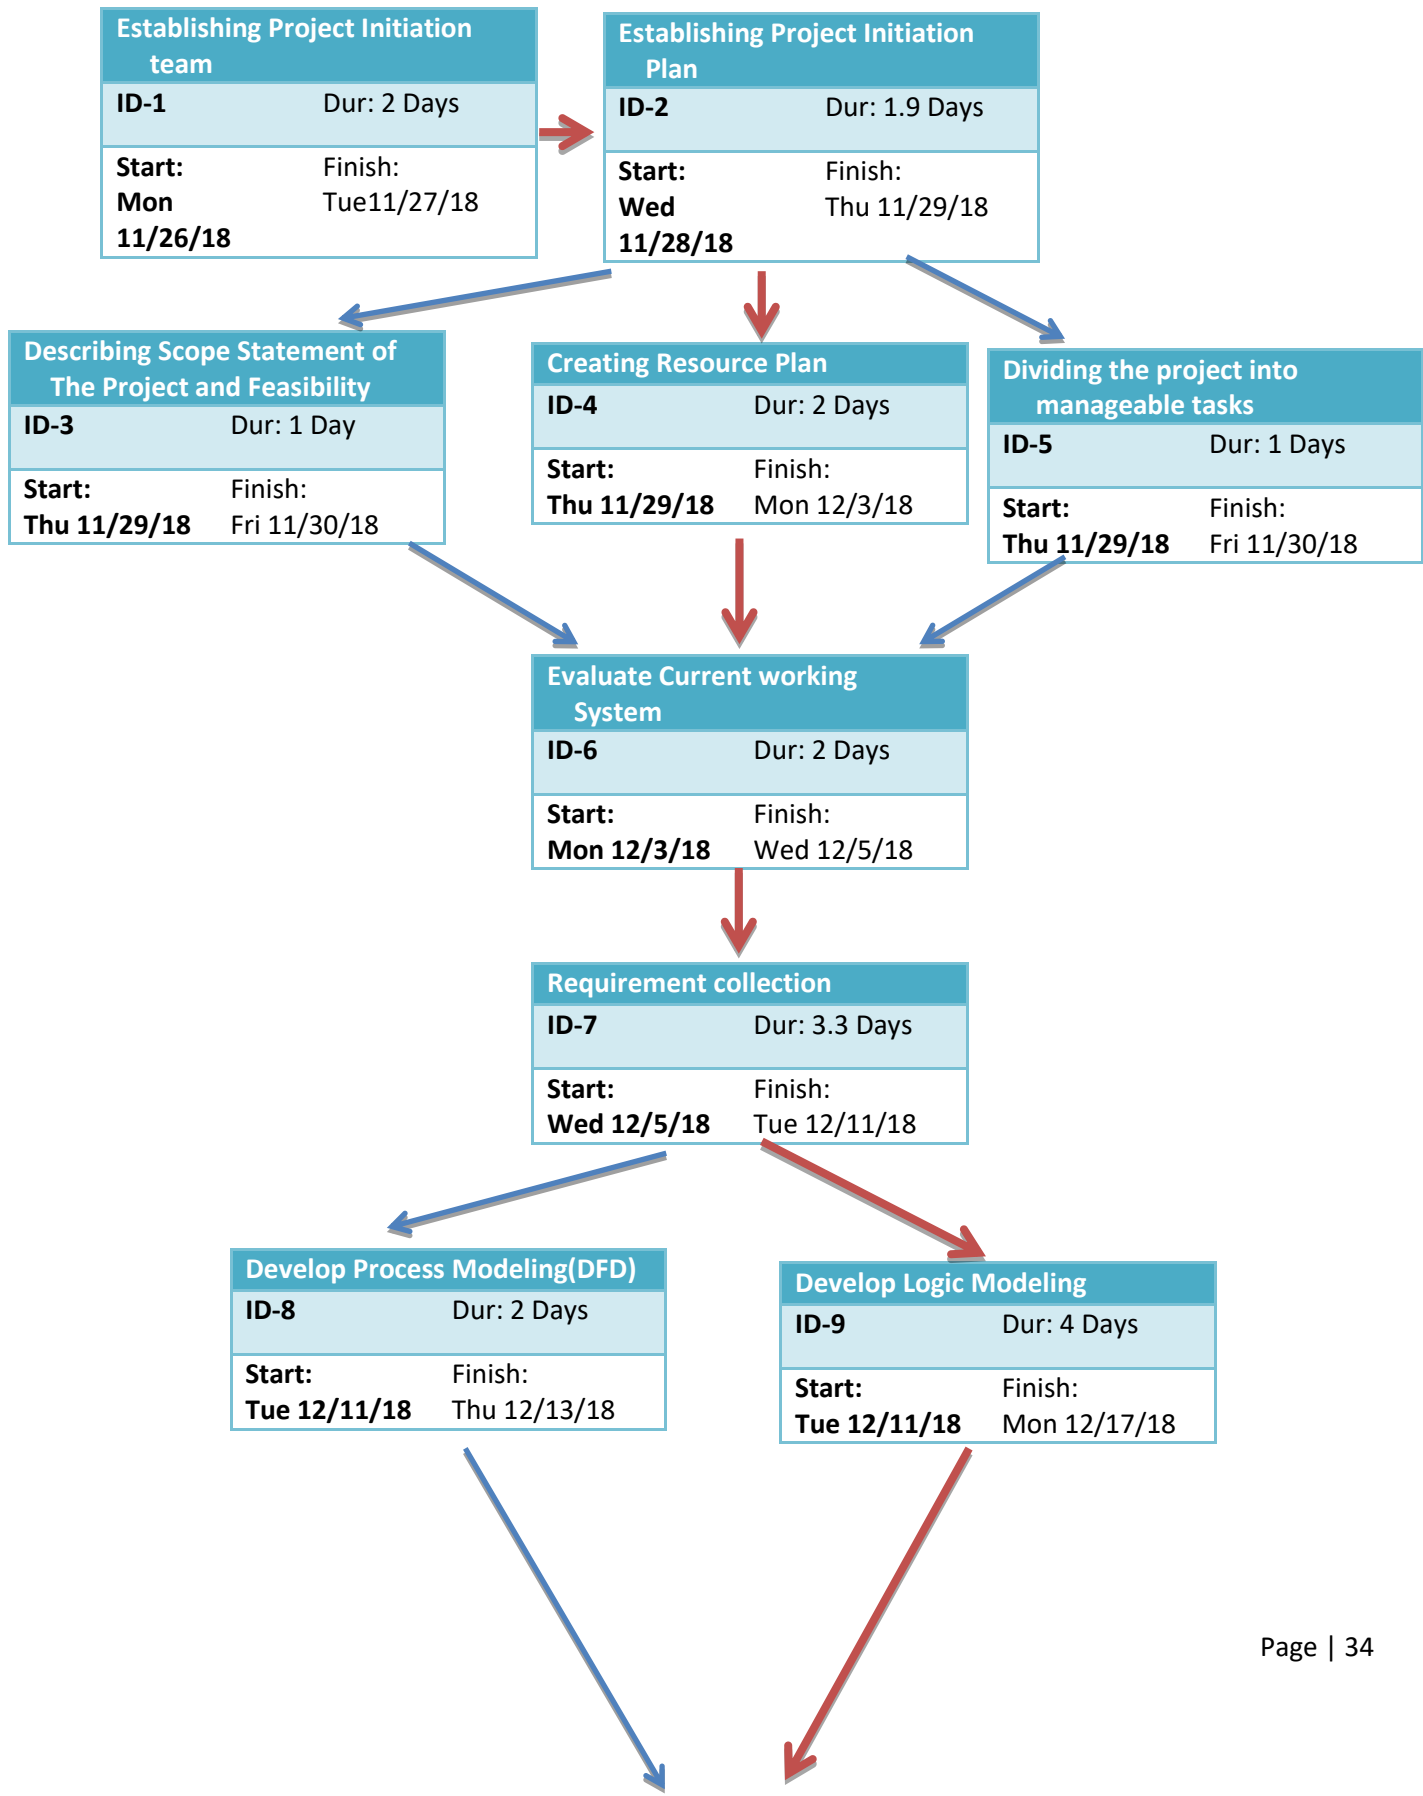 Establishing Project Initiation
team
ID-1 Dur: 2 Days
Start: Finish:
Mon Tue11/27/18
11/26/18
Establishing Project Initiation
Plan
ID-2 Dur: 1.9 Days
Start: Finish:
Wed Thu 11/29/18
11/28/18
Describing Scope Statement of
The Project and Feasibility
ID-3 Dur: 1 Day
Start: Finish:
Thu 11/29/18 Fri 11/30/18
Creating Resource Plan
ID-4 Dur: 2 Days
Start: Finish:
Thu 11/29/18 Mon 12/3/18
Dividing the project into
manageable tasks
ID-5 Dur: 1 Days
Start: Finish:
Thu 11/29/18 Fri 11/30/18
Evaluate Current working
System
ID-6 Dur: 2 Days
Start: Finish:
Mon 12/3/18 Wed 12/5/18
Requirement collection
ID-7 Dur: 3.3 Days
Start: Finish:
Wed 12/5/18 Tue 12/11/18
Develop Process Modeling(DFD)
ID-8 Dur: 2 Days
Start: Finish:
Tue 12/11/18 Thu 12/13/18
Develop Logic Modeling
ID-9 Dur: 4 Days
Start: Finish:
Tue 12/11/18 Mon 12/17/18
Page | 34